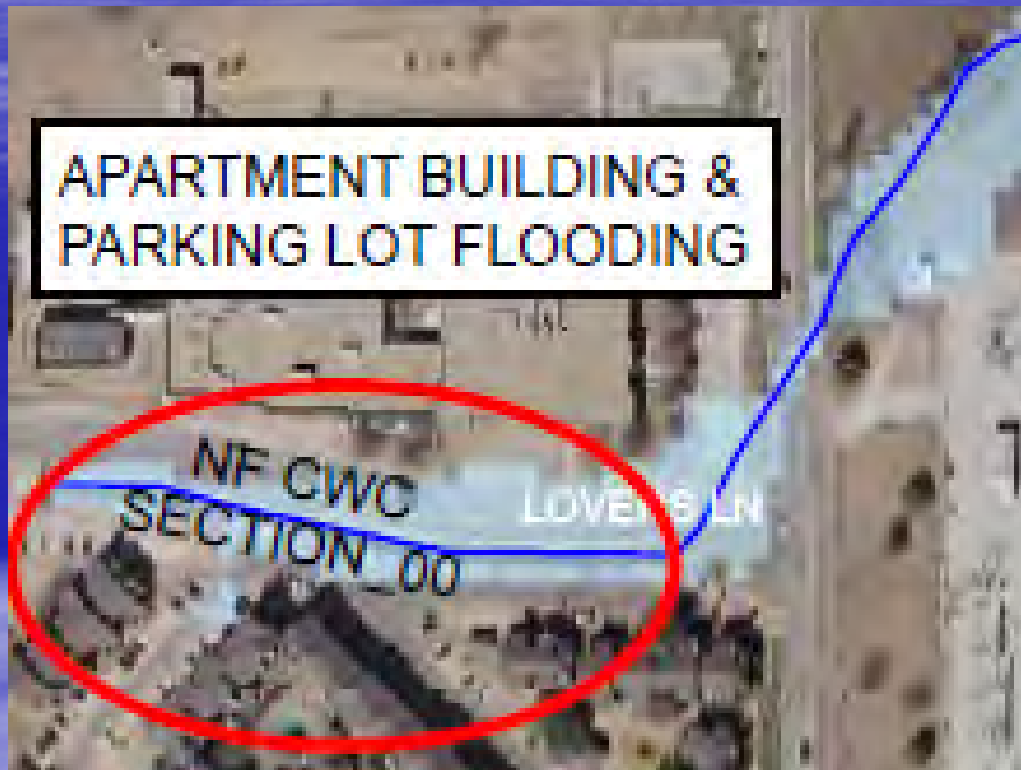 APARTMENT BUILDING &
PARKING LOT FLOODING
NF CWC
SECTION_00
LOVERS LN